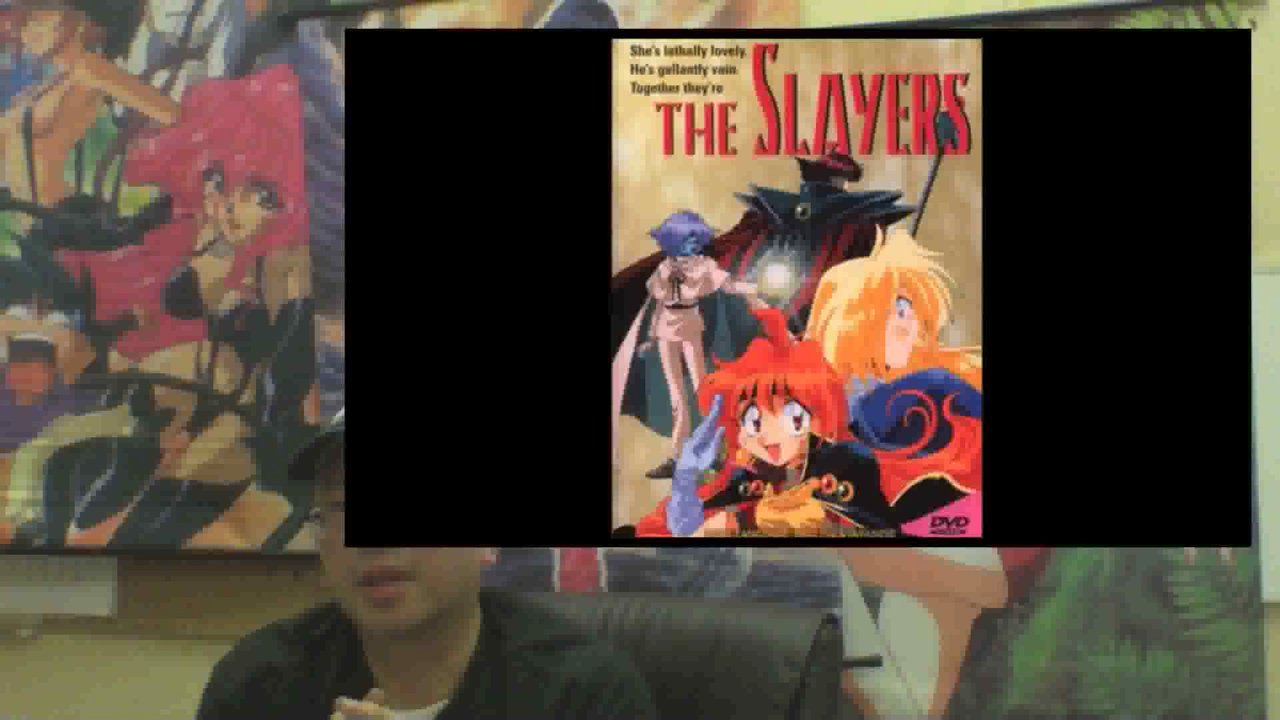 She's lethally lovely.
He's gallantly vain.
Together they're
THE SLAYERS
DVD